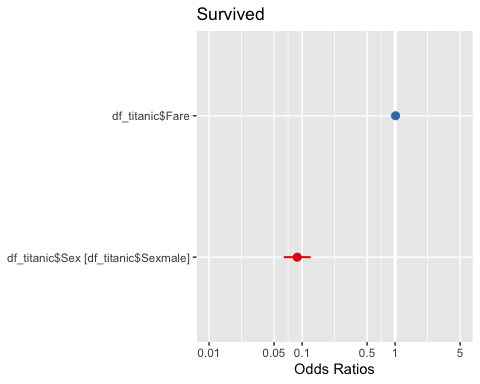 Survived
df_titanic$Fare
df_titanic$Sex [df_titanic$Sexmale]
0.01 0.05 0.1 0.5 1 5
Odds Ratios